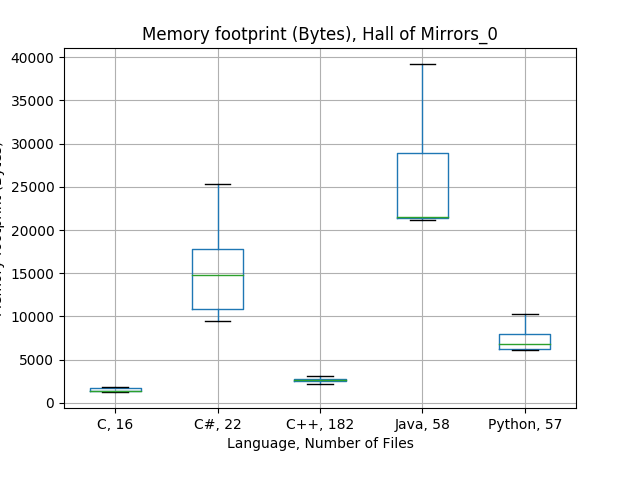 Memory footprint (Bytes), Hall of Mirrors_0
40000
35000
30000
25000
20000
15000
10000
5000
0
C, 16
C#, 22
C++, 182
Java, 58
Python, 57
Language, Number of Files